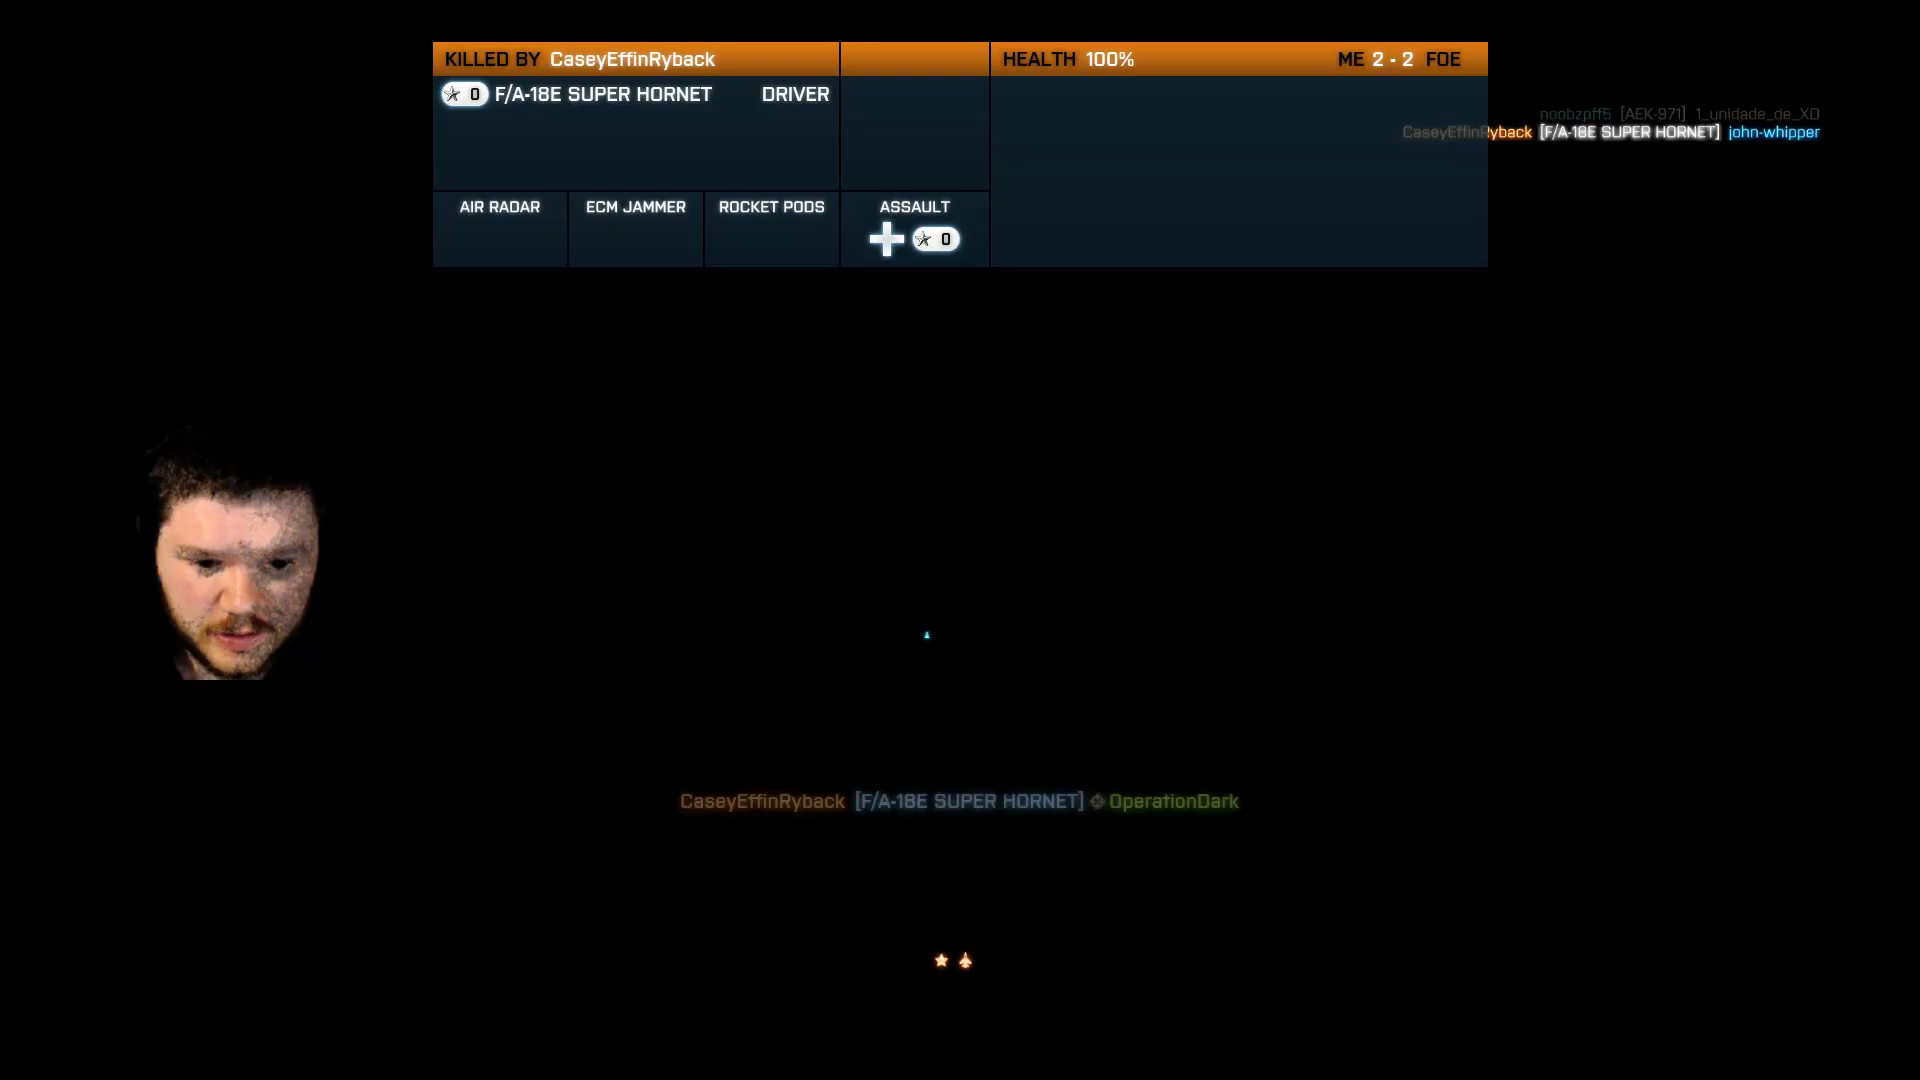 KILLED BY CaseyEffinRyback
HEALTH 100%
ME 2 - 2 FOE
0 F/A-18E SUPER HORNET DRIVER
noobzpff5 [AEK-971] 1_unidade_de_XD
CaseyEffinRyback [F/A-18E SUPER HORNET] john-whipper
AIR RADAR
ECM JAMMER
ROCKET PODS
ASSAULT
0
CaseyEffinRyback [F/A-18E SUPER HORNET] OperationDark